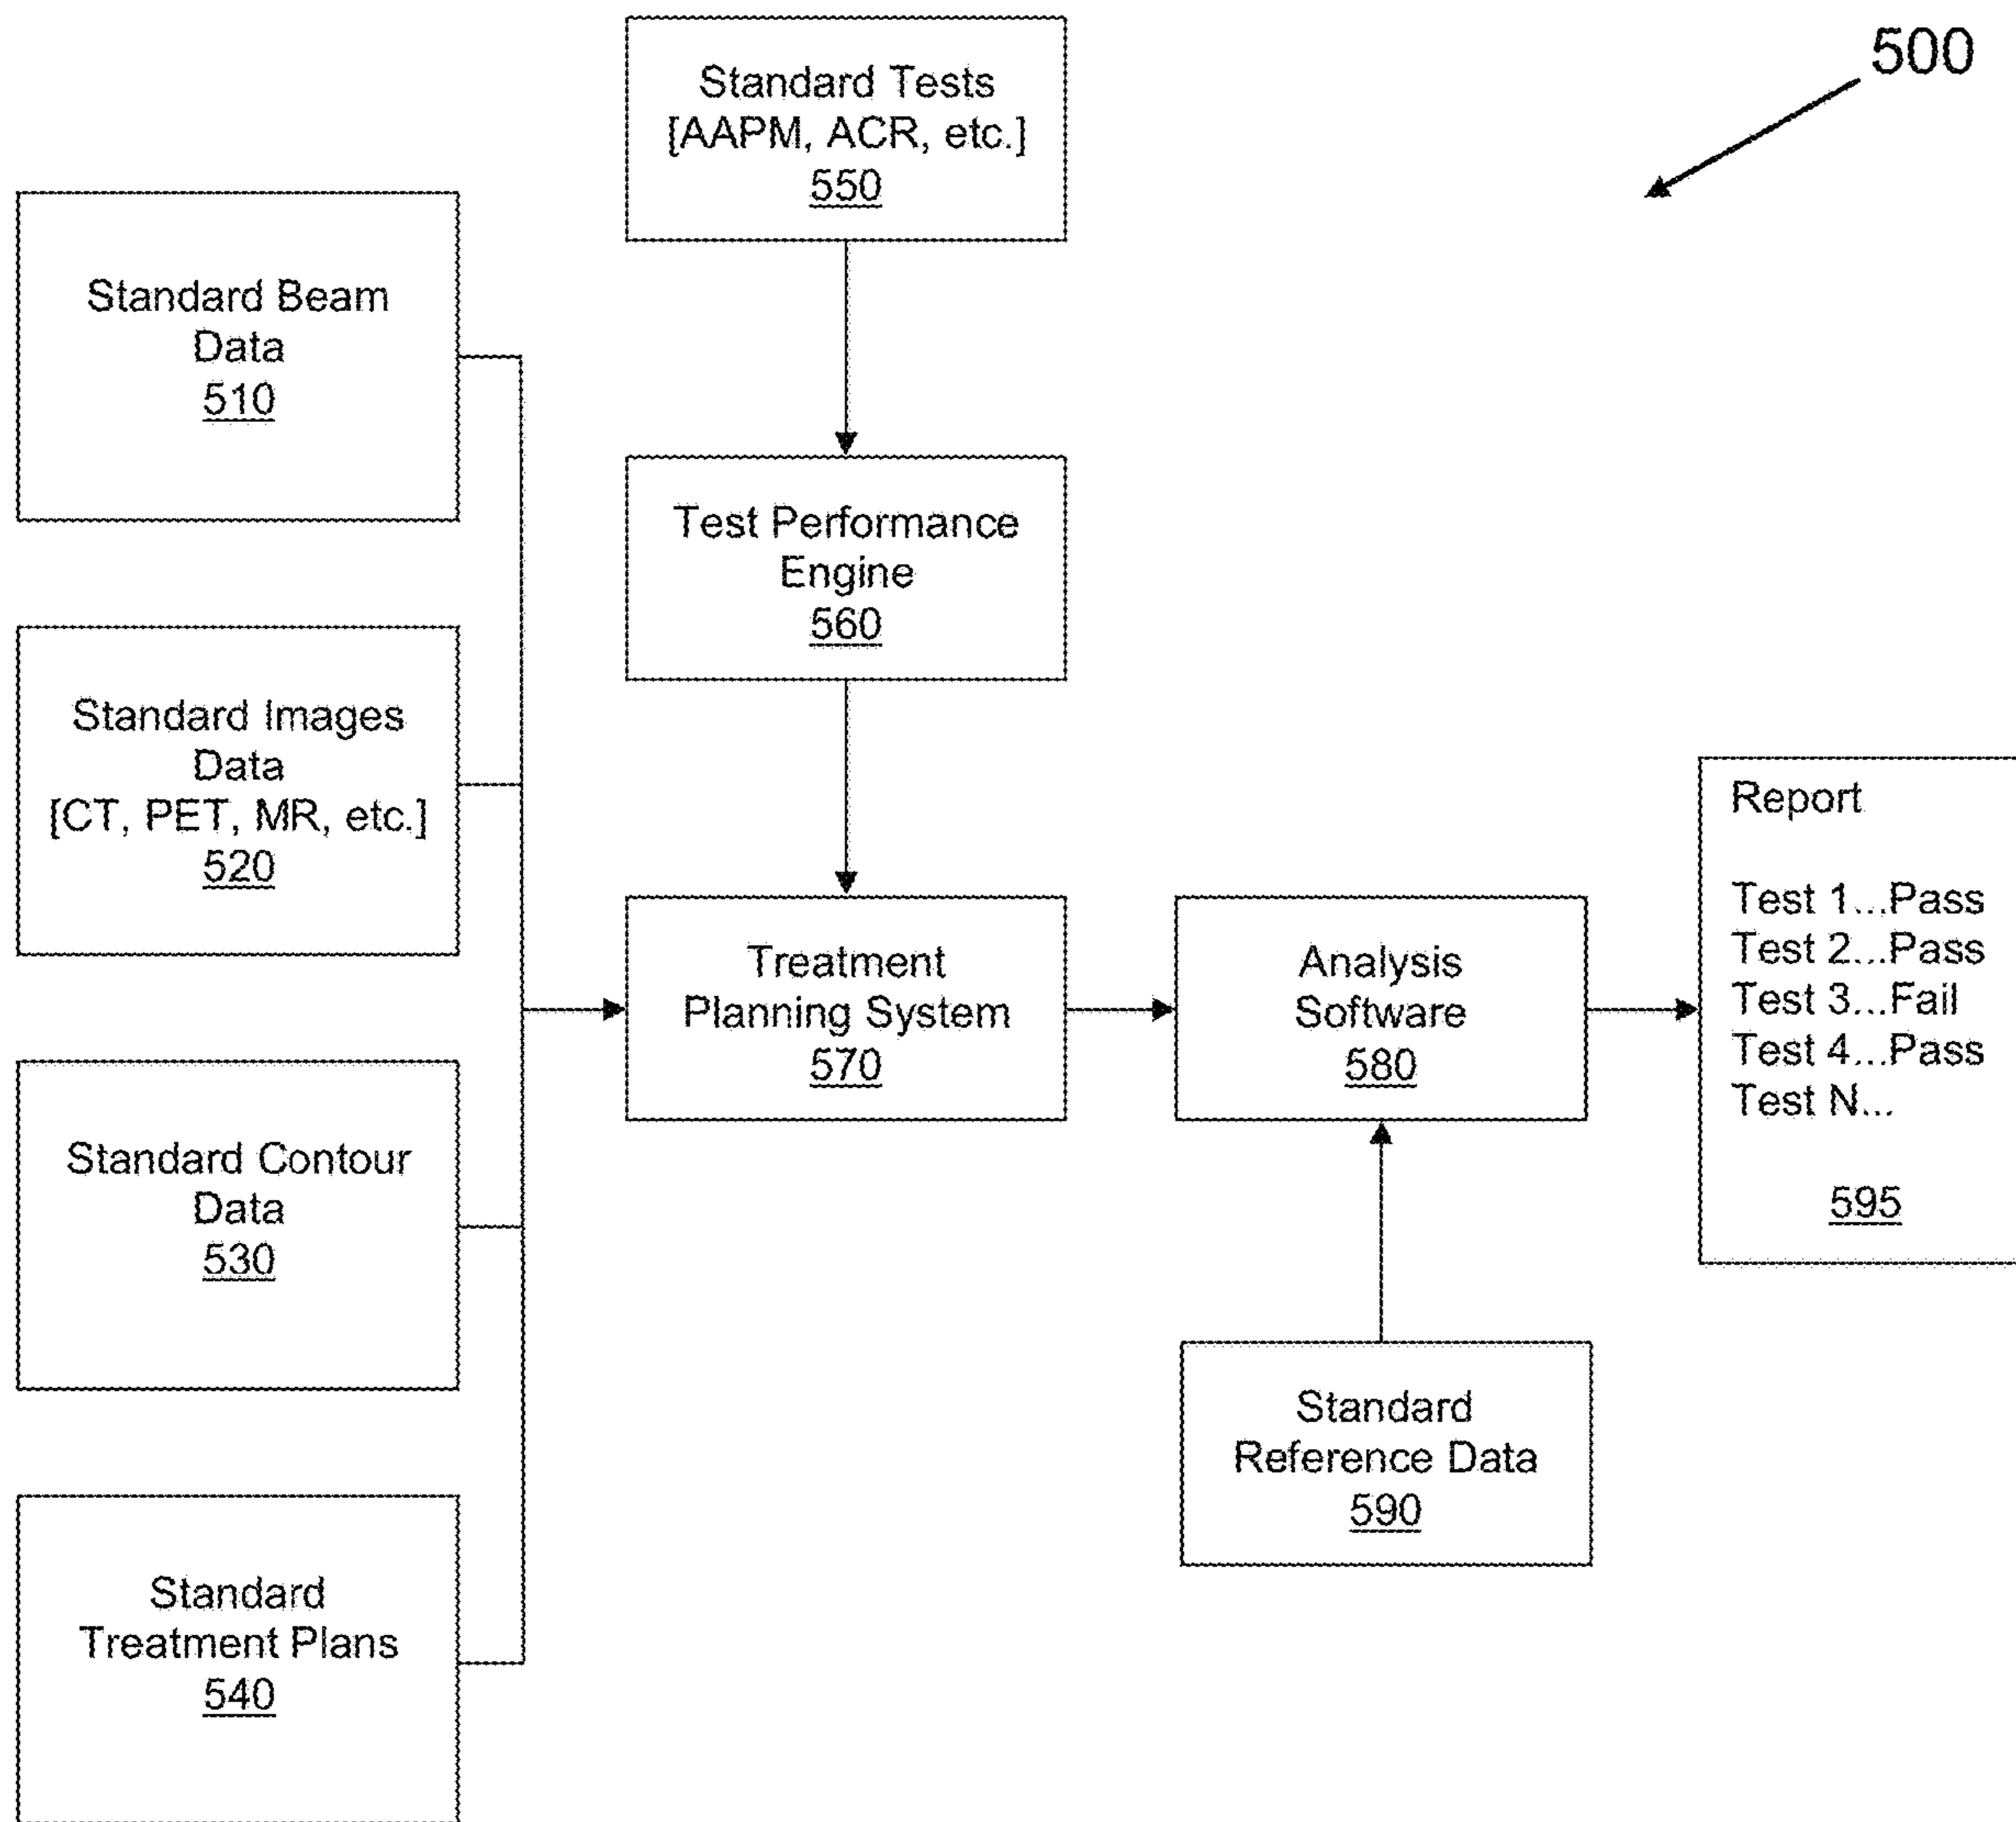 500
Standard Tests
[AAPM, ACR, etc.]
550
Standard Beam
Data
510
Test Performance
Engine
560
Standard Images
Data
[CT, PET, MR, etc.]
520
Treatment
Planning System
570
Analysis
Software
580
Report
Test 1...Pass
Test 2...Pass
Test 3...Fail
Test 4...Pass
Test N...
595
Standard Contour
Data
530
Standard
Reference Data
590
Standard
Treatment Plans
540